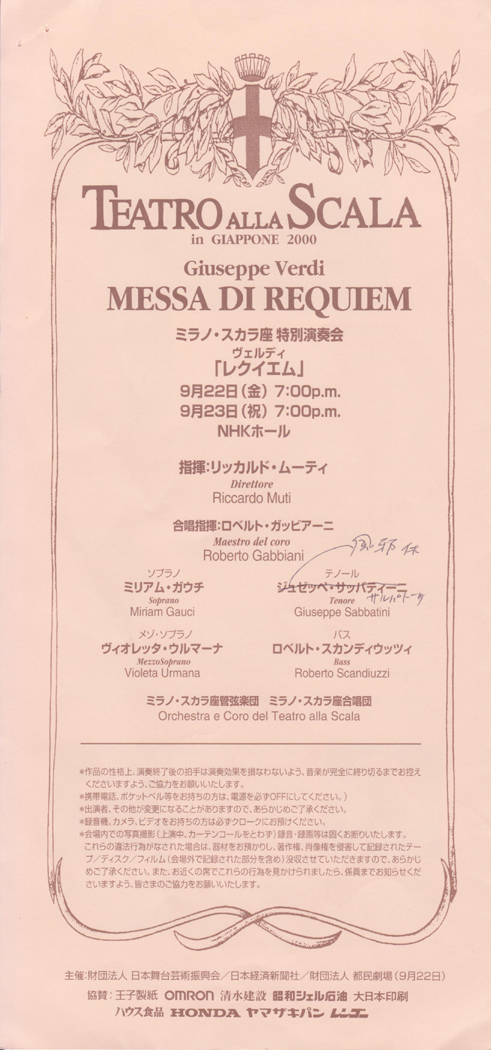 TEATRO ALLA SCALA
in GIAPPONE 2000
Giuseppe Verdi
MESSA DI REQUIEM
ミラノ・スカラ座 特別演奏会
ヴェルディ
「レクイエム」
9月22日(金) 7:00p.m.
9月23日(祝) 7:00p.m.
NHKホール
指揮:リッカルド・ムーティ
Direttore
Riccardo Muti
合唱指揮:ロベルト・ガッビアーニ
Maestro del coro
Roberto Gabbiani
風邪 休
ソプラノ
ミリアム・ガウチ
Soprano
Miriam Gauci
テノール
ジュゼッペ・サッバティーニ
Tenore
Giuseppe Sabbatini
メゾ・ソプラノ
ヴィオレッタ・ウルマーナ
MezzoSoprano
Violeta Urmana
バス
ロベルト・スカンディウッツィ
Bass
Roberto Scandiuzzi
ミラノ・スカラ座管弦楽団 ミラノ・スカラ座合唱団
Orchestra e Coro del Teatro alla Scala
*作品の性格上、演奏終了後の拍手は演奏効果を損なわないよう、音楽が完全に終り切るまでお控え
くださいますよう、ご協力をお願いいたします。
*携帯電話、ポケットベル等をお持ちの方は、電源を必ずOFFにしてください。)
*出演者、その他が変更になることがありますので、あらかじめご了承ください。
*録音機、カメラ、ビデオをお持ちの方は必ずクロークにお預けください。
*会場内での写真撮影(上演中、カーテンコールをとわず)録音・録画等は固くお断りいたします。
これらの違法行為がなされた場合は、器材をお預かりし、著作権、肖像権を侵害して記録されたテー
プ/ディスク/フィルム(会場外で記録された部分を含め)没収させていただきますので、あらかじ
めご了承ください。また、お近くの席でこれらの行為を見かけられましたら、係員までお知らせくだ
さいますよう、皆さまのご協力をお願いいたします。
主催:財団法人 日本舞台芸術振興会/日本経済新聞社/財団法人 都民劇場(9月22日)
協賛:王子製紙 OMRON 清水建設 昭和シェル石油 大日本印刷
ハウス食品 HONDA ヤマザキパン レンゴー